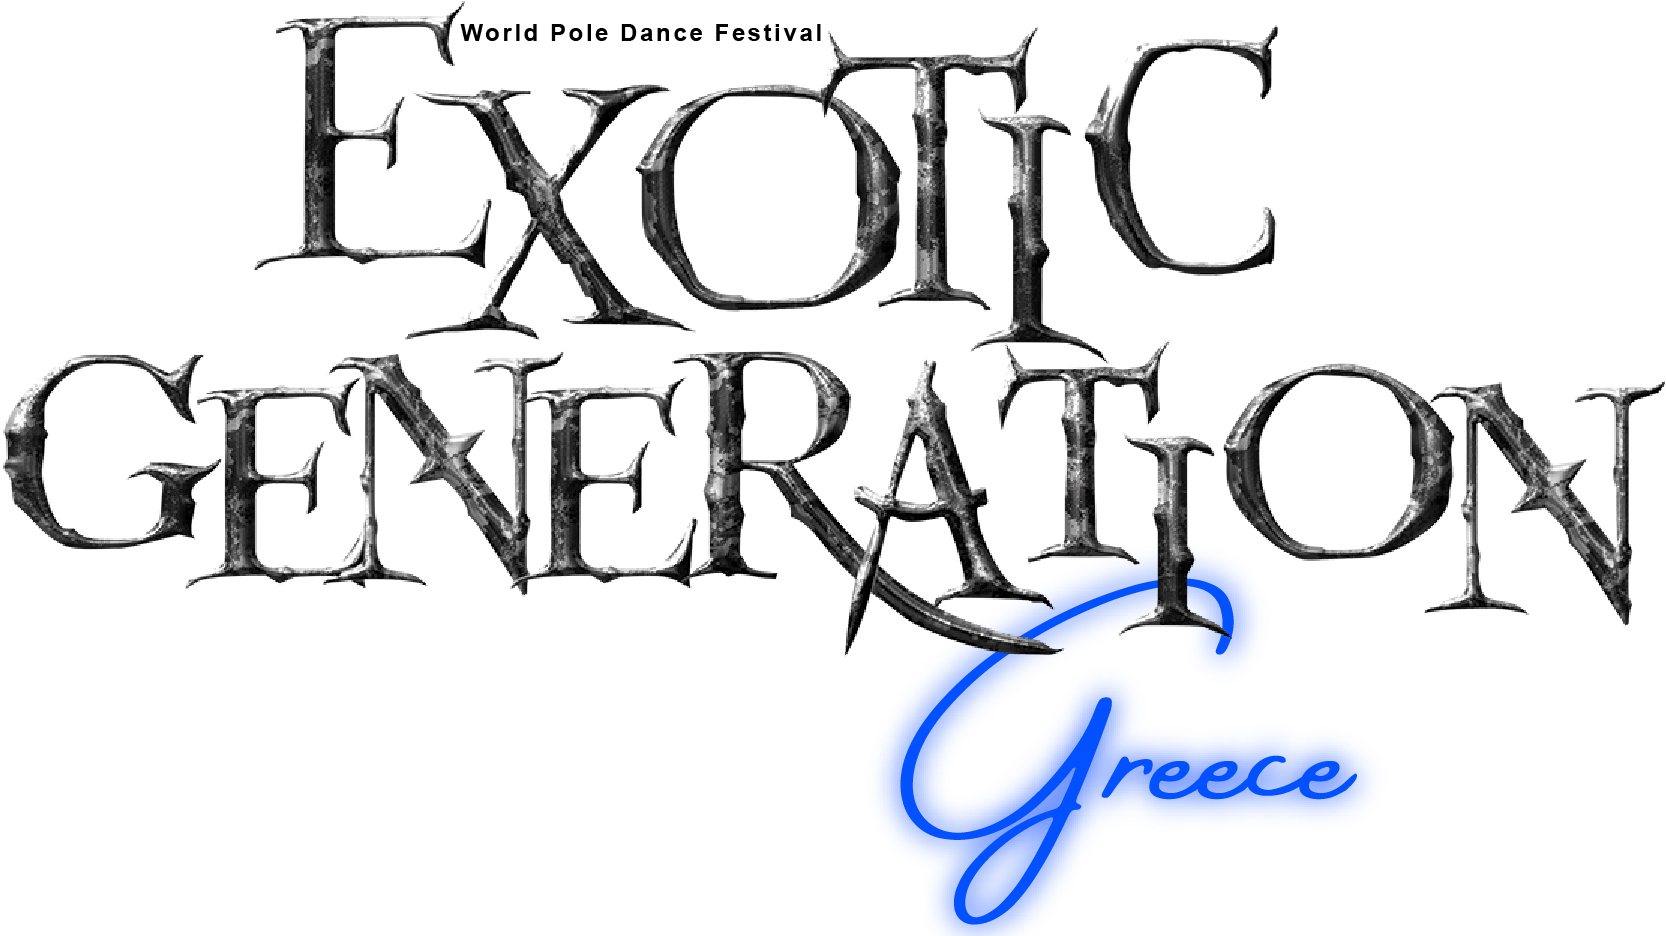 World Pole Dance Festival
EXOTIC
GENERATION
Greece